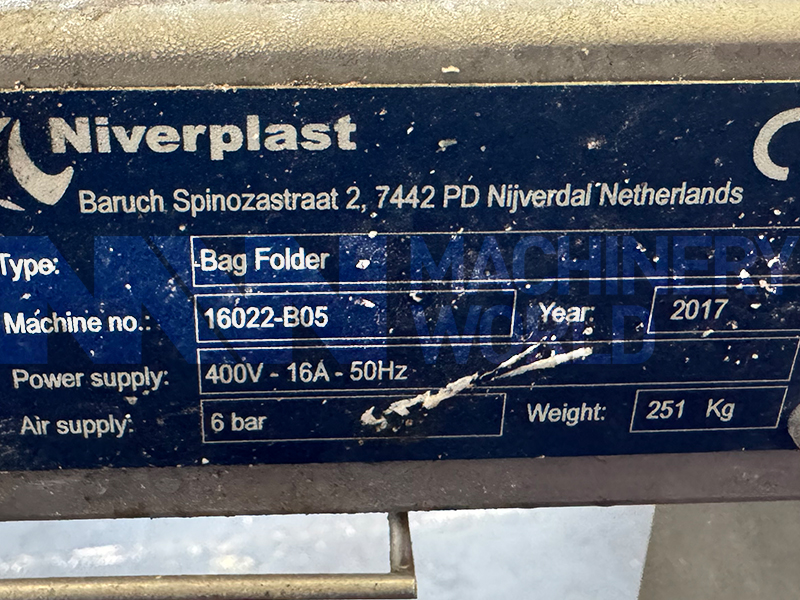 Niverplast
Baruch Spinozastraat 2, 7442 PD Nijverdal Netherlands
Type: Bag Folder
Machine no.: 16022-B05 Year: 2017
Power supply: 400V - 16A - 50Hz
Air supply: 6 bar Weight: 251 Kg
MACHINERY
WORLD